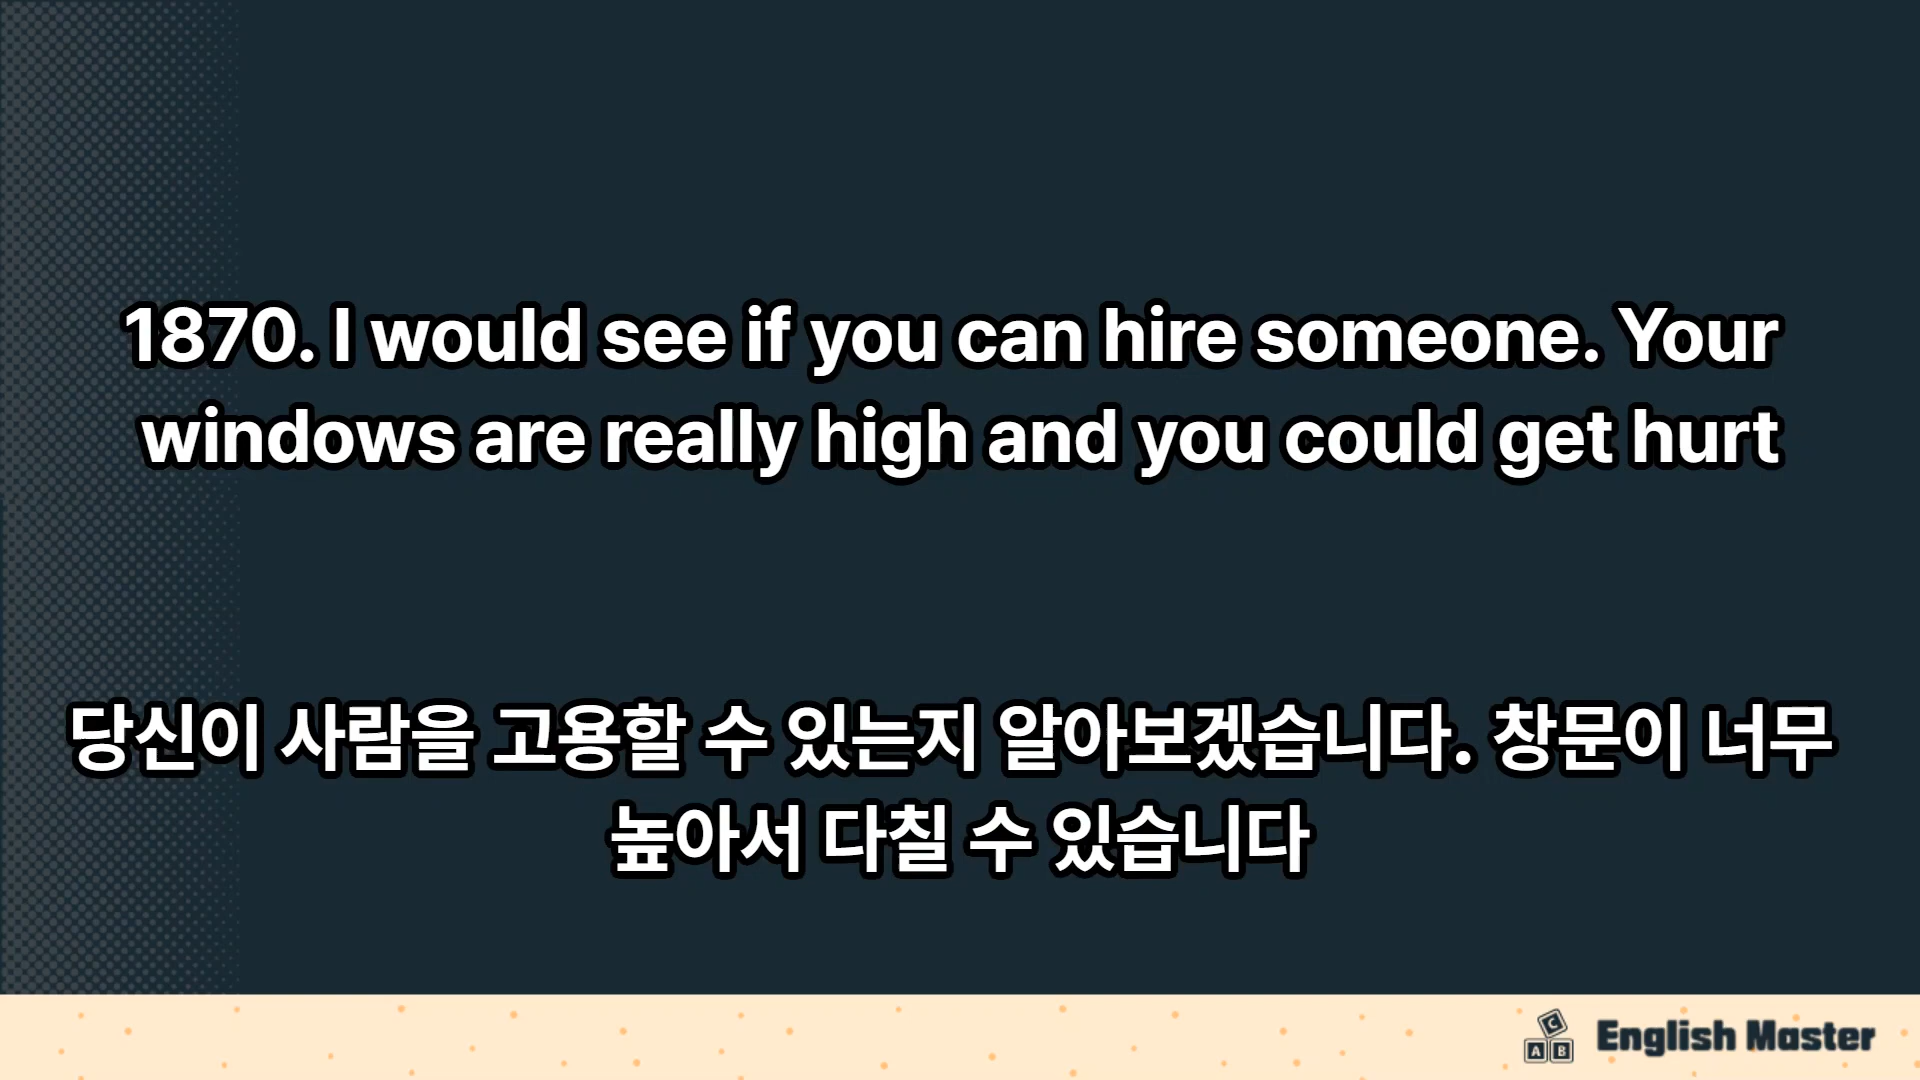 1870. I would see if you can hire someone. Your
windows are really high and you could get hurt
당신이 사람을 고용할 수 있는지 알아보겠습니다. 창문이 너무
높아서 다칠 수 있습니다
C
A B
English Master